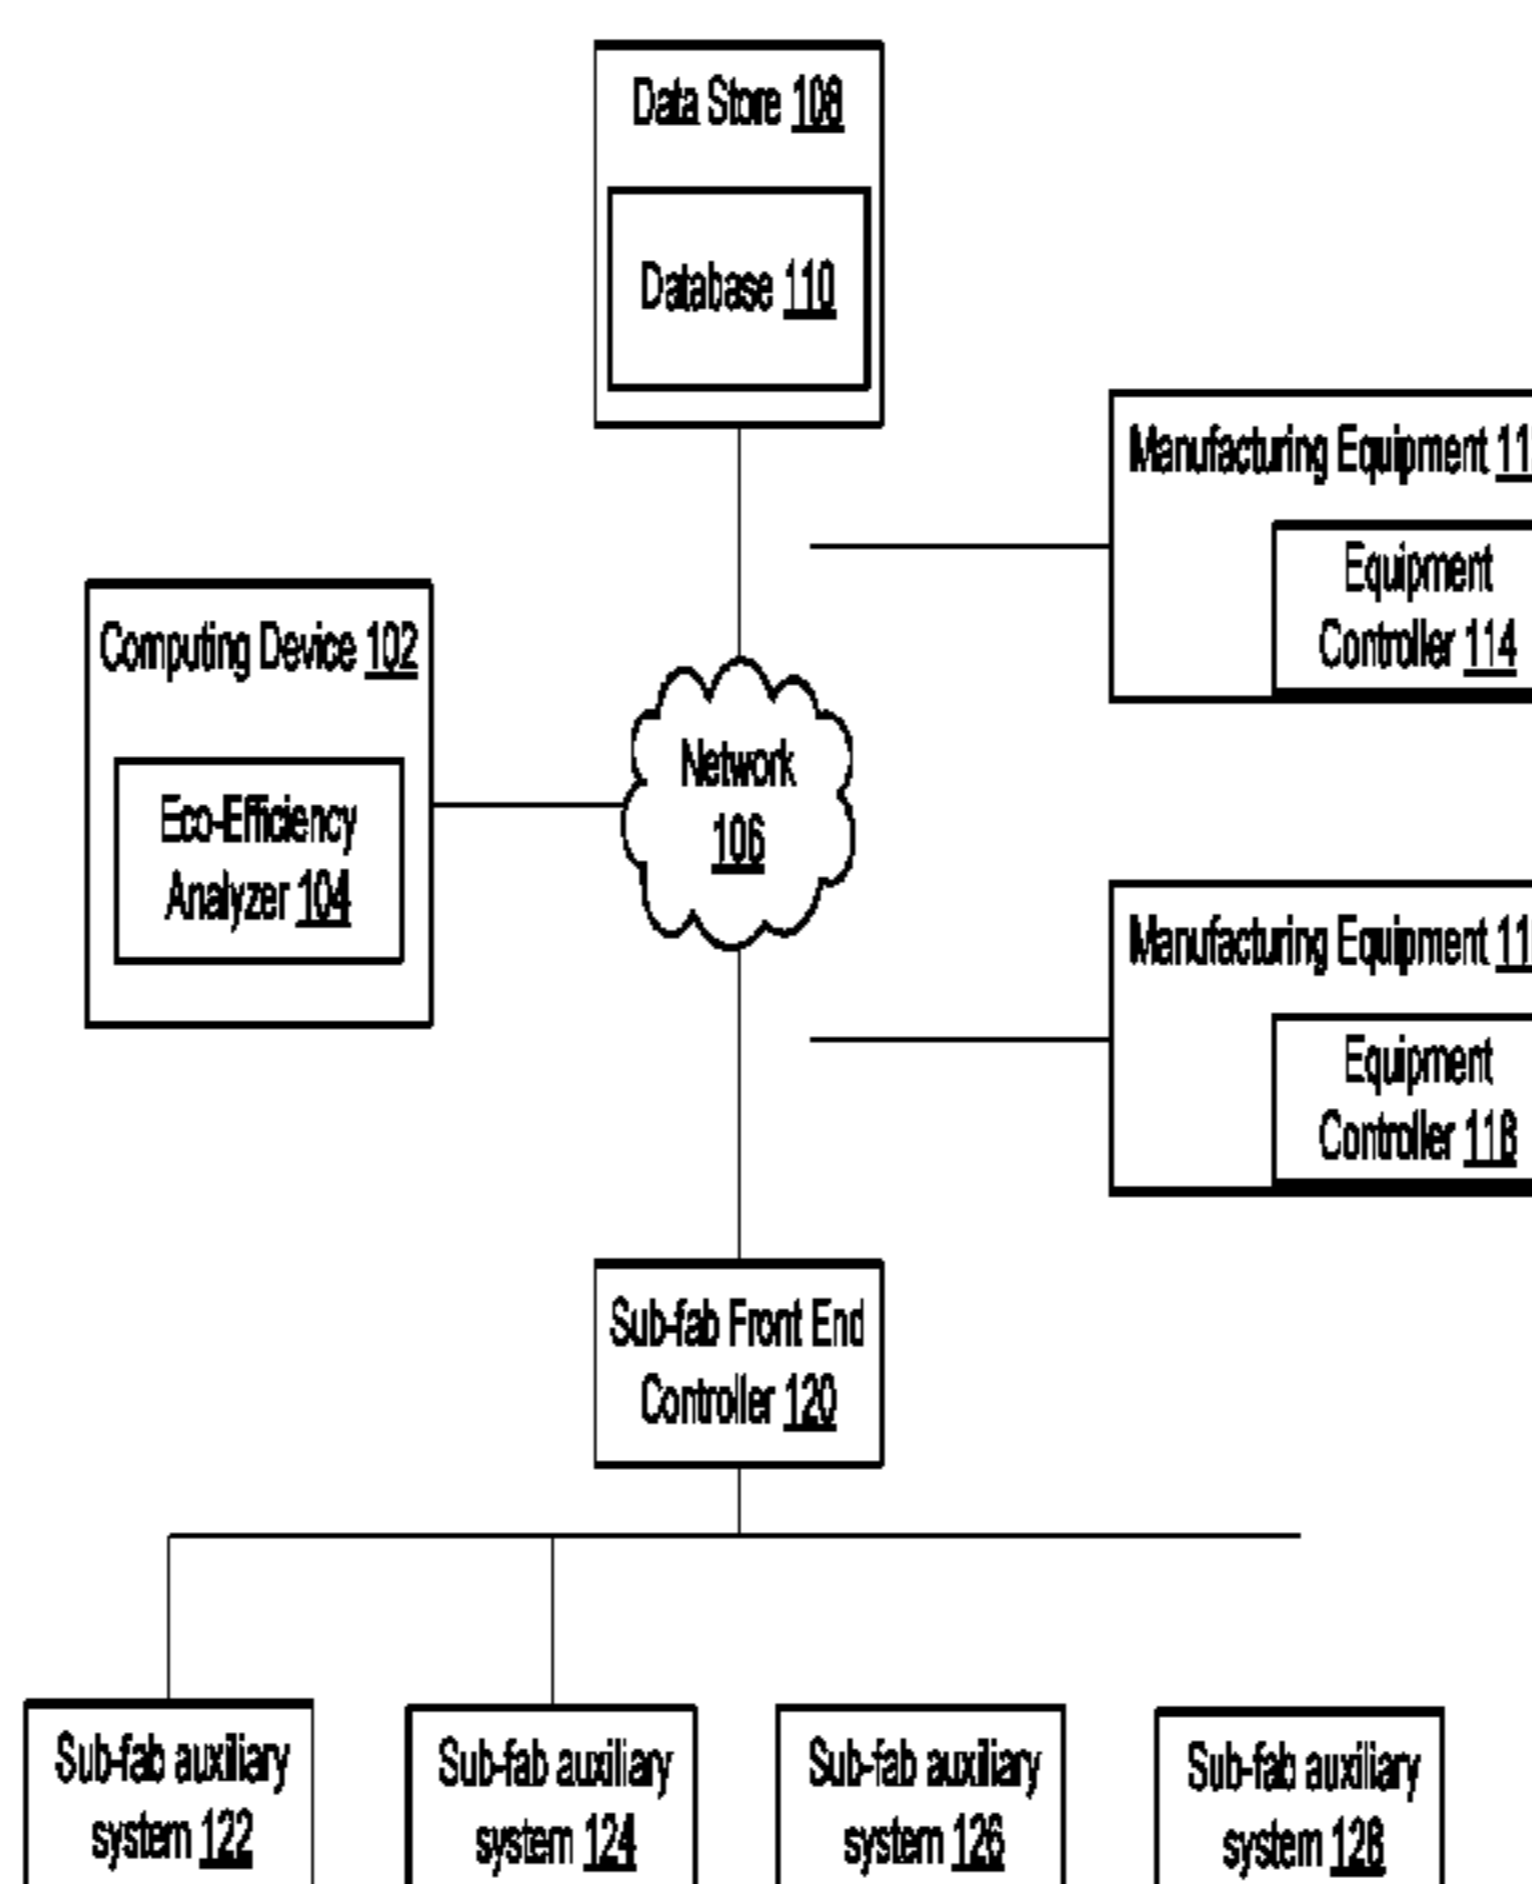 Data Store 108
Database 110
Manufacturing Equipment
Equipment
Controller 114
Computing Device 102
Eco-Efficiency
Analyzer 104
Network
106
Manufacturing Equipment
Equipment
Controller 118
Sub-fab Front End
Controller 120
Sub-fab auxiliary
system 122
Sub-fab auxiliary
system 124
Sub-fab auxiliary
system 126
Sub-fab auxiliary
system 128